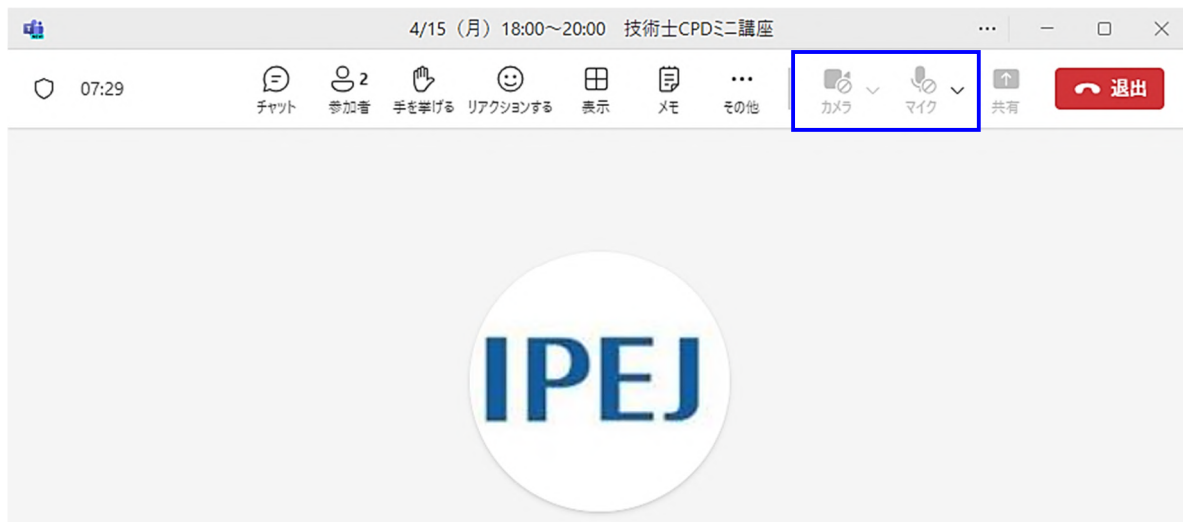 4/15（月）18:00～20:00　技術士CPDミニ講座
07:29
2
チャット 参加者 手を挙げる リアクションする 表示 メモ その他 カメラ マイク 共有 退出
IPEJ